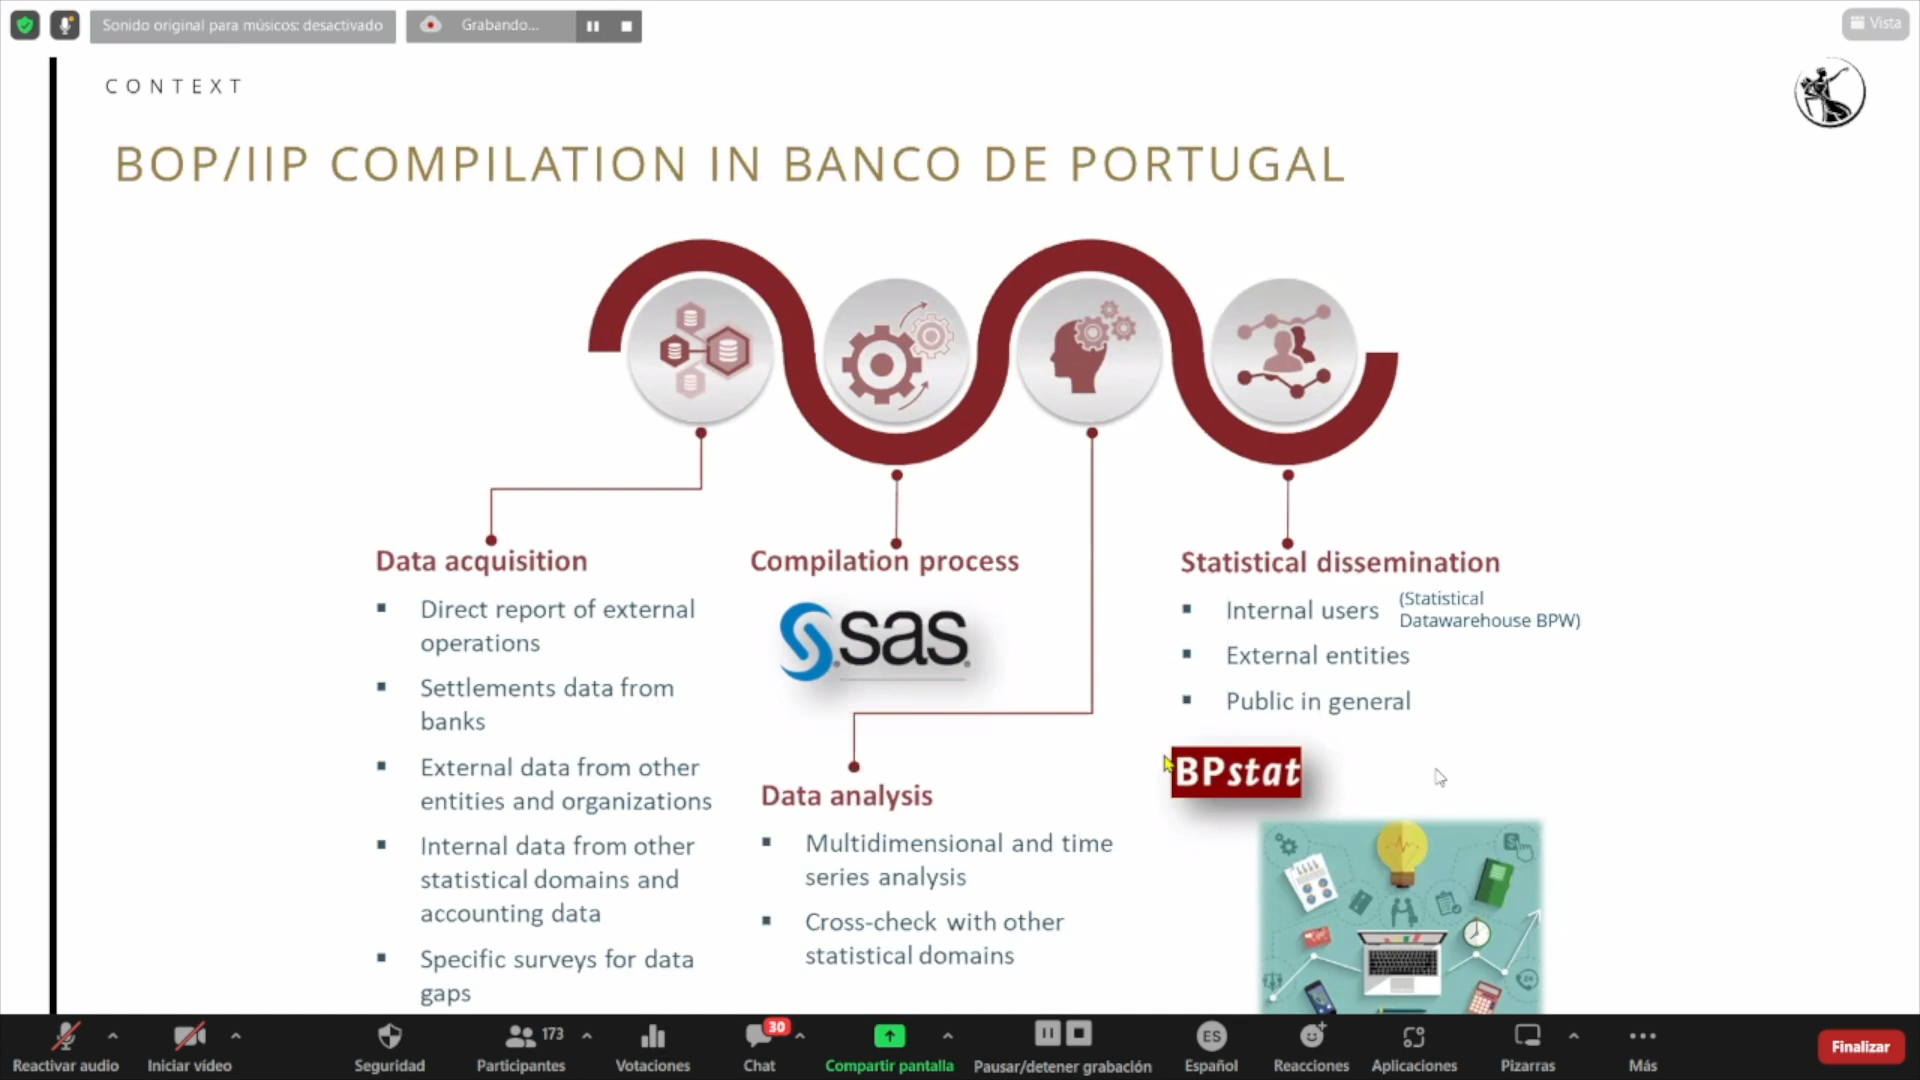 Sonido original para músicos: desactivado
Grabando...
Vista
CONTEXT
BOP/IIP COMPILATION IN BANCO DE PORTUGAL
Data acquisition
Direct report of external
operations
Settlements data from
banks
External data from other
entities and organizations
Internal data from other
statistical domains and
accounting data
Specific surveys for data
gaps
Compilation process
sas
Data analysis
Multidimensional and time
series analysis
Cross-check with other
statistical domains
Statistical dissemination
Internal users (Statistical
Datawarehouse BPW)
External entities
Public in general
BPstat
Reactivar audio
Iniciar vídeo
Seguridad
173
Participantes
Votaciones
30
Chat
Compartir pantalla
Pausar/detener grabación
ES
Español
Reacciones
Aplicaciones
Pizarras
Más
Finalizar